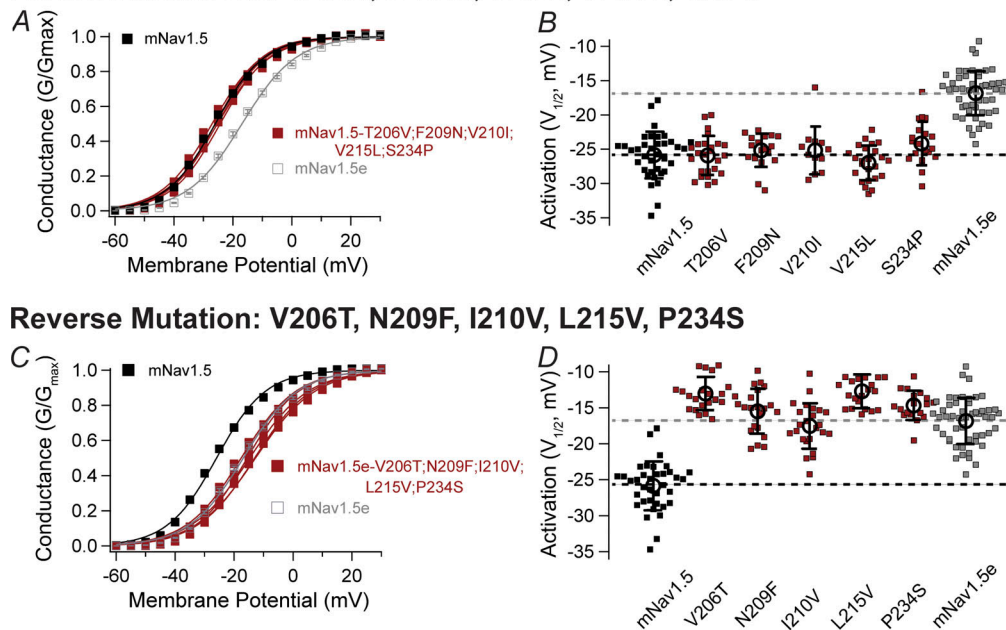 A
B
mNav1.5
mNav1.5-T206V;F209N;V210I;
V215L;S234P
mNav1.5e
Conductance (G/Gmax)
1.0
0.8
0.6
0.4
0.2
0.0
-60
-40
-20
0
20
Membrane Potential (mV)
Activation (V1/2, mV)
-10
-15
-20
-25
-30
-35
mNav1.5
T206V
F209N
V210I
V215L
S234P
mNav1.5e
Reverse Mutation: V206T, N209F, I210V, L215V, P234S
C
D
mNav1.5
mNav1.5e-V206T;N209F;I210V;
L215V;P234S
mNav1.5e
Conductance (G/Gmax)
1.0
0.8
0.6
0.4
0.2
0.0
-60
-40
-20
0
20
Membrane Potential (mV)
Activation (V1/2, mV)
-10
-15
-20
-25
-30
-35
mNav1.5
V206T
N209F
I210V
L215V
P234S
mNav1.5e